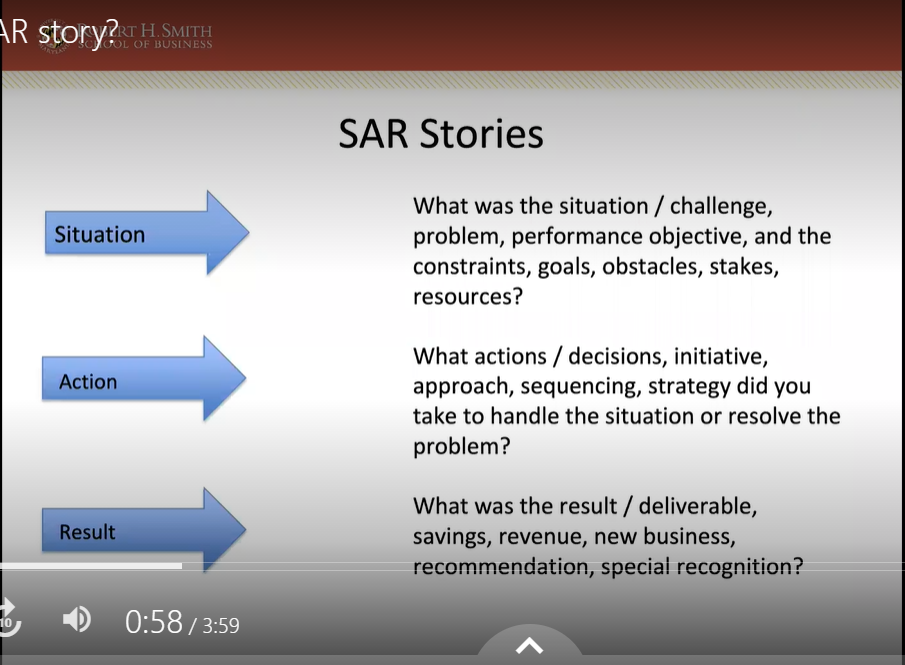 AR story?
ROBERT H. SMITH
SCHOOL OF BUSINESS
SAR Stories
Situation
What was the situation / challenge,
problem, performance objective, and the
constraints, goals, obstacles, stakes,
resources?
Action
What actions / decisions, initiative,
approach, sequencing, strategy did you
take to handle the situation or resolve the
problem?
Result
What was the result / deliverable,
savings, revenue, new business,
recommendation, special recognition?
10
0:58 / 3:59